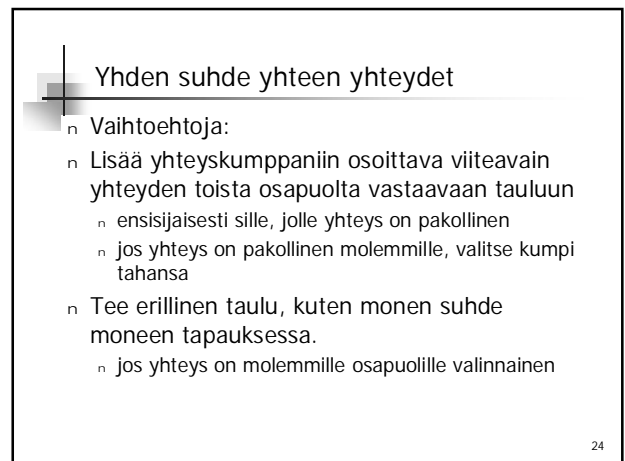 Yhden suhde yhteen yhteydet
n Vaihtoehtoja:
n Lisää yhteyskumppaniin osoittava viiteavain
yhteyden toista osapuolta vastaavaan tauluun
n ensisijaisesti sille, jolle yhteys on pakollinen
n jos yhteys on pakollinen molemmille, valitse kumpi
tahansa
n Tee erillinen taulu, kuten monen suhde
moneen tapauksessa.
n jos yhteys on molemmille osapuolille valinnainen
24